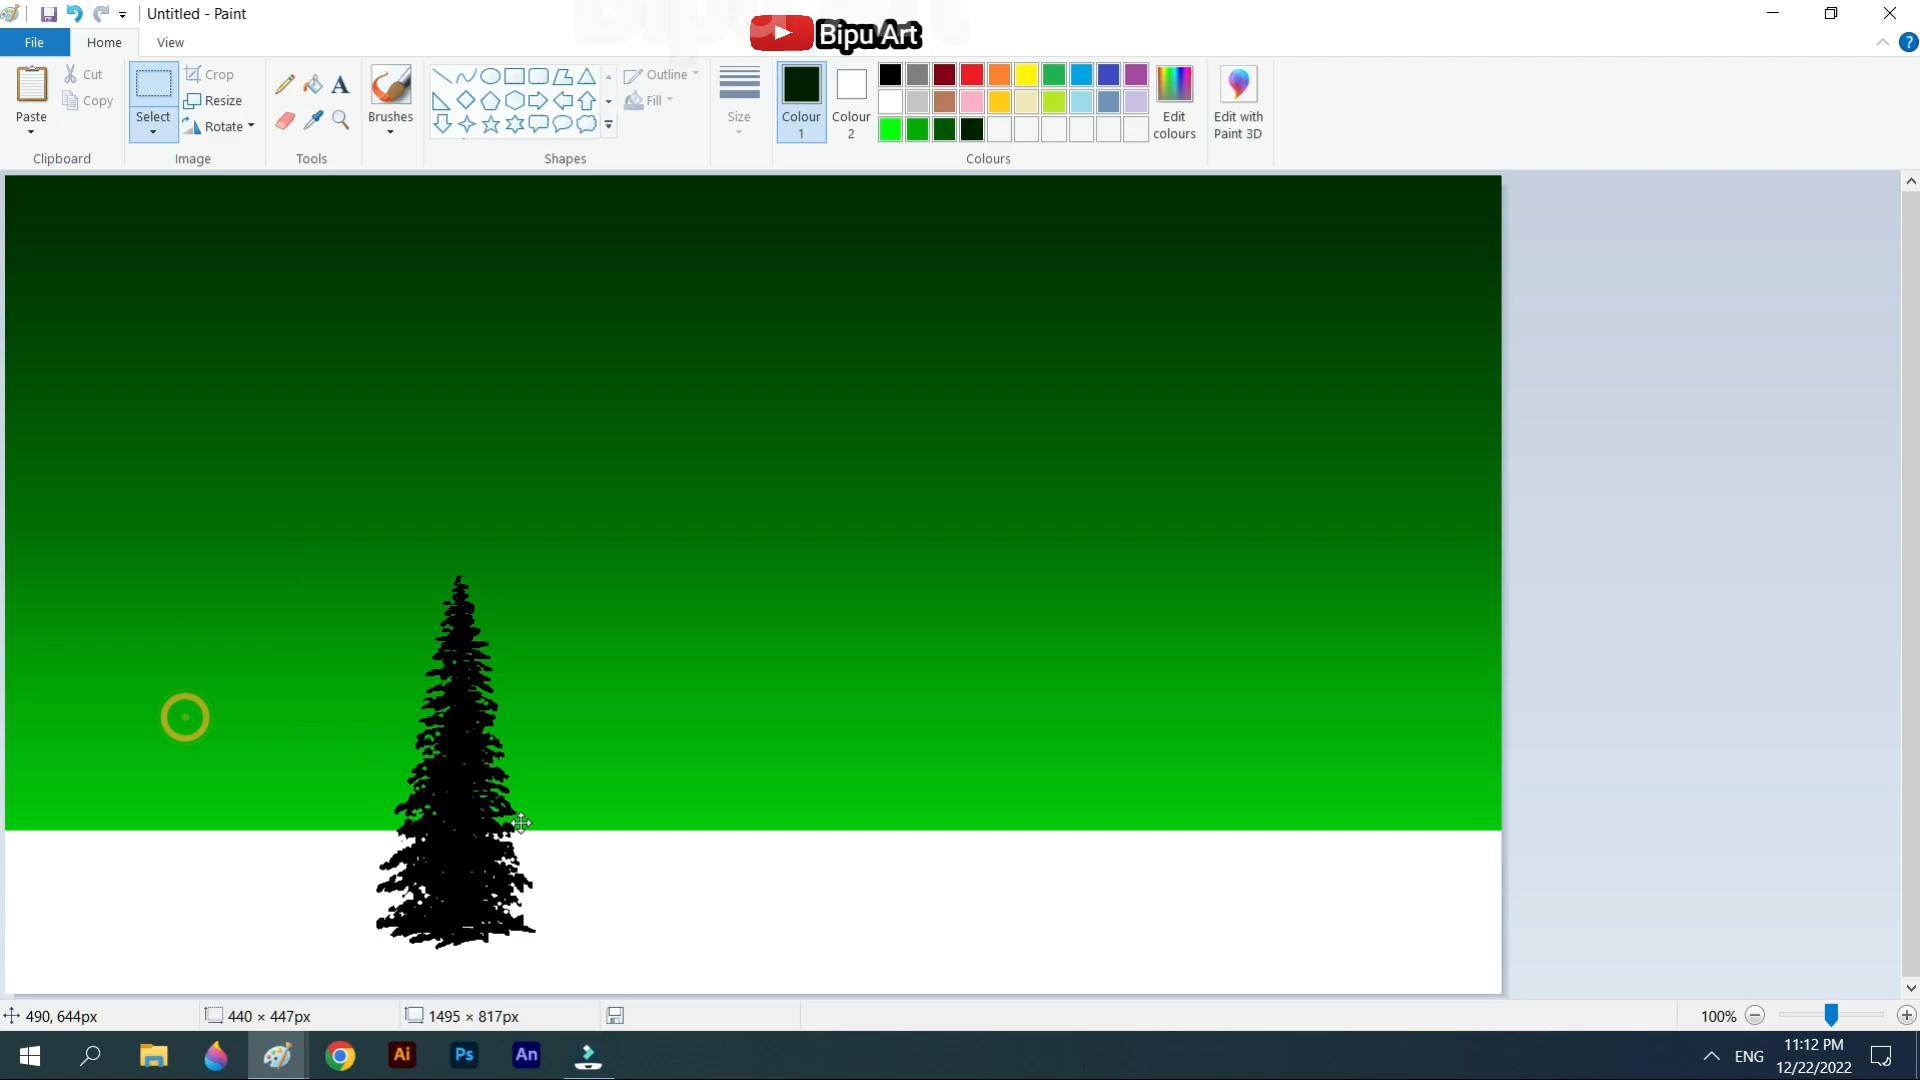 Untitled - Paint
Bipu Art
Bipu Art
File
Home
View
Paste
Cut
Copy
Clipboard
Select
Crop
Resize
Rotate
Image
Tools
Brushes
Shapes
Outline
Fill
Size
Colour 1
Colour 2
Edit colours
Colours
Edit with Paint 3D
490, 644px
440 × 447px
1495 × 817px
100%
Ai
Ps
An
ENG
11:12 PM
12/22/2022